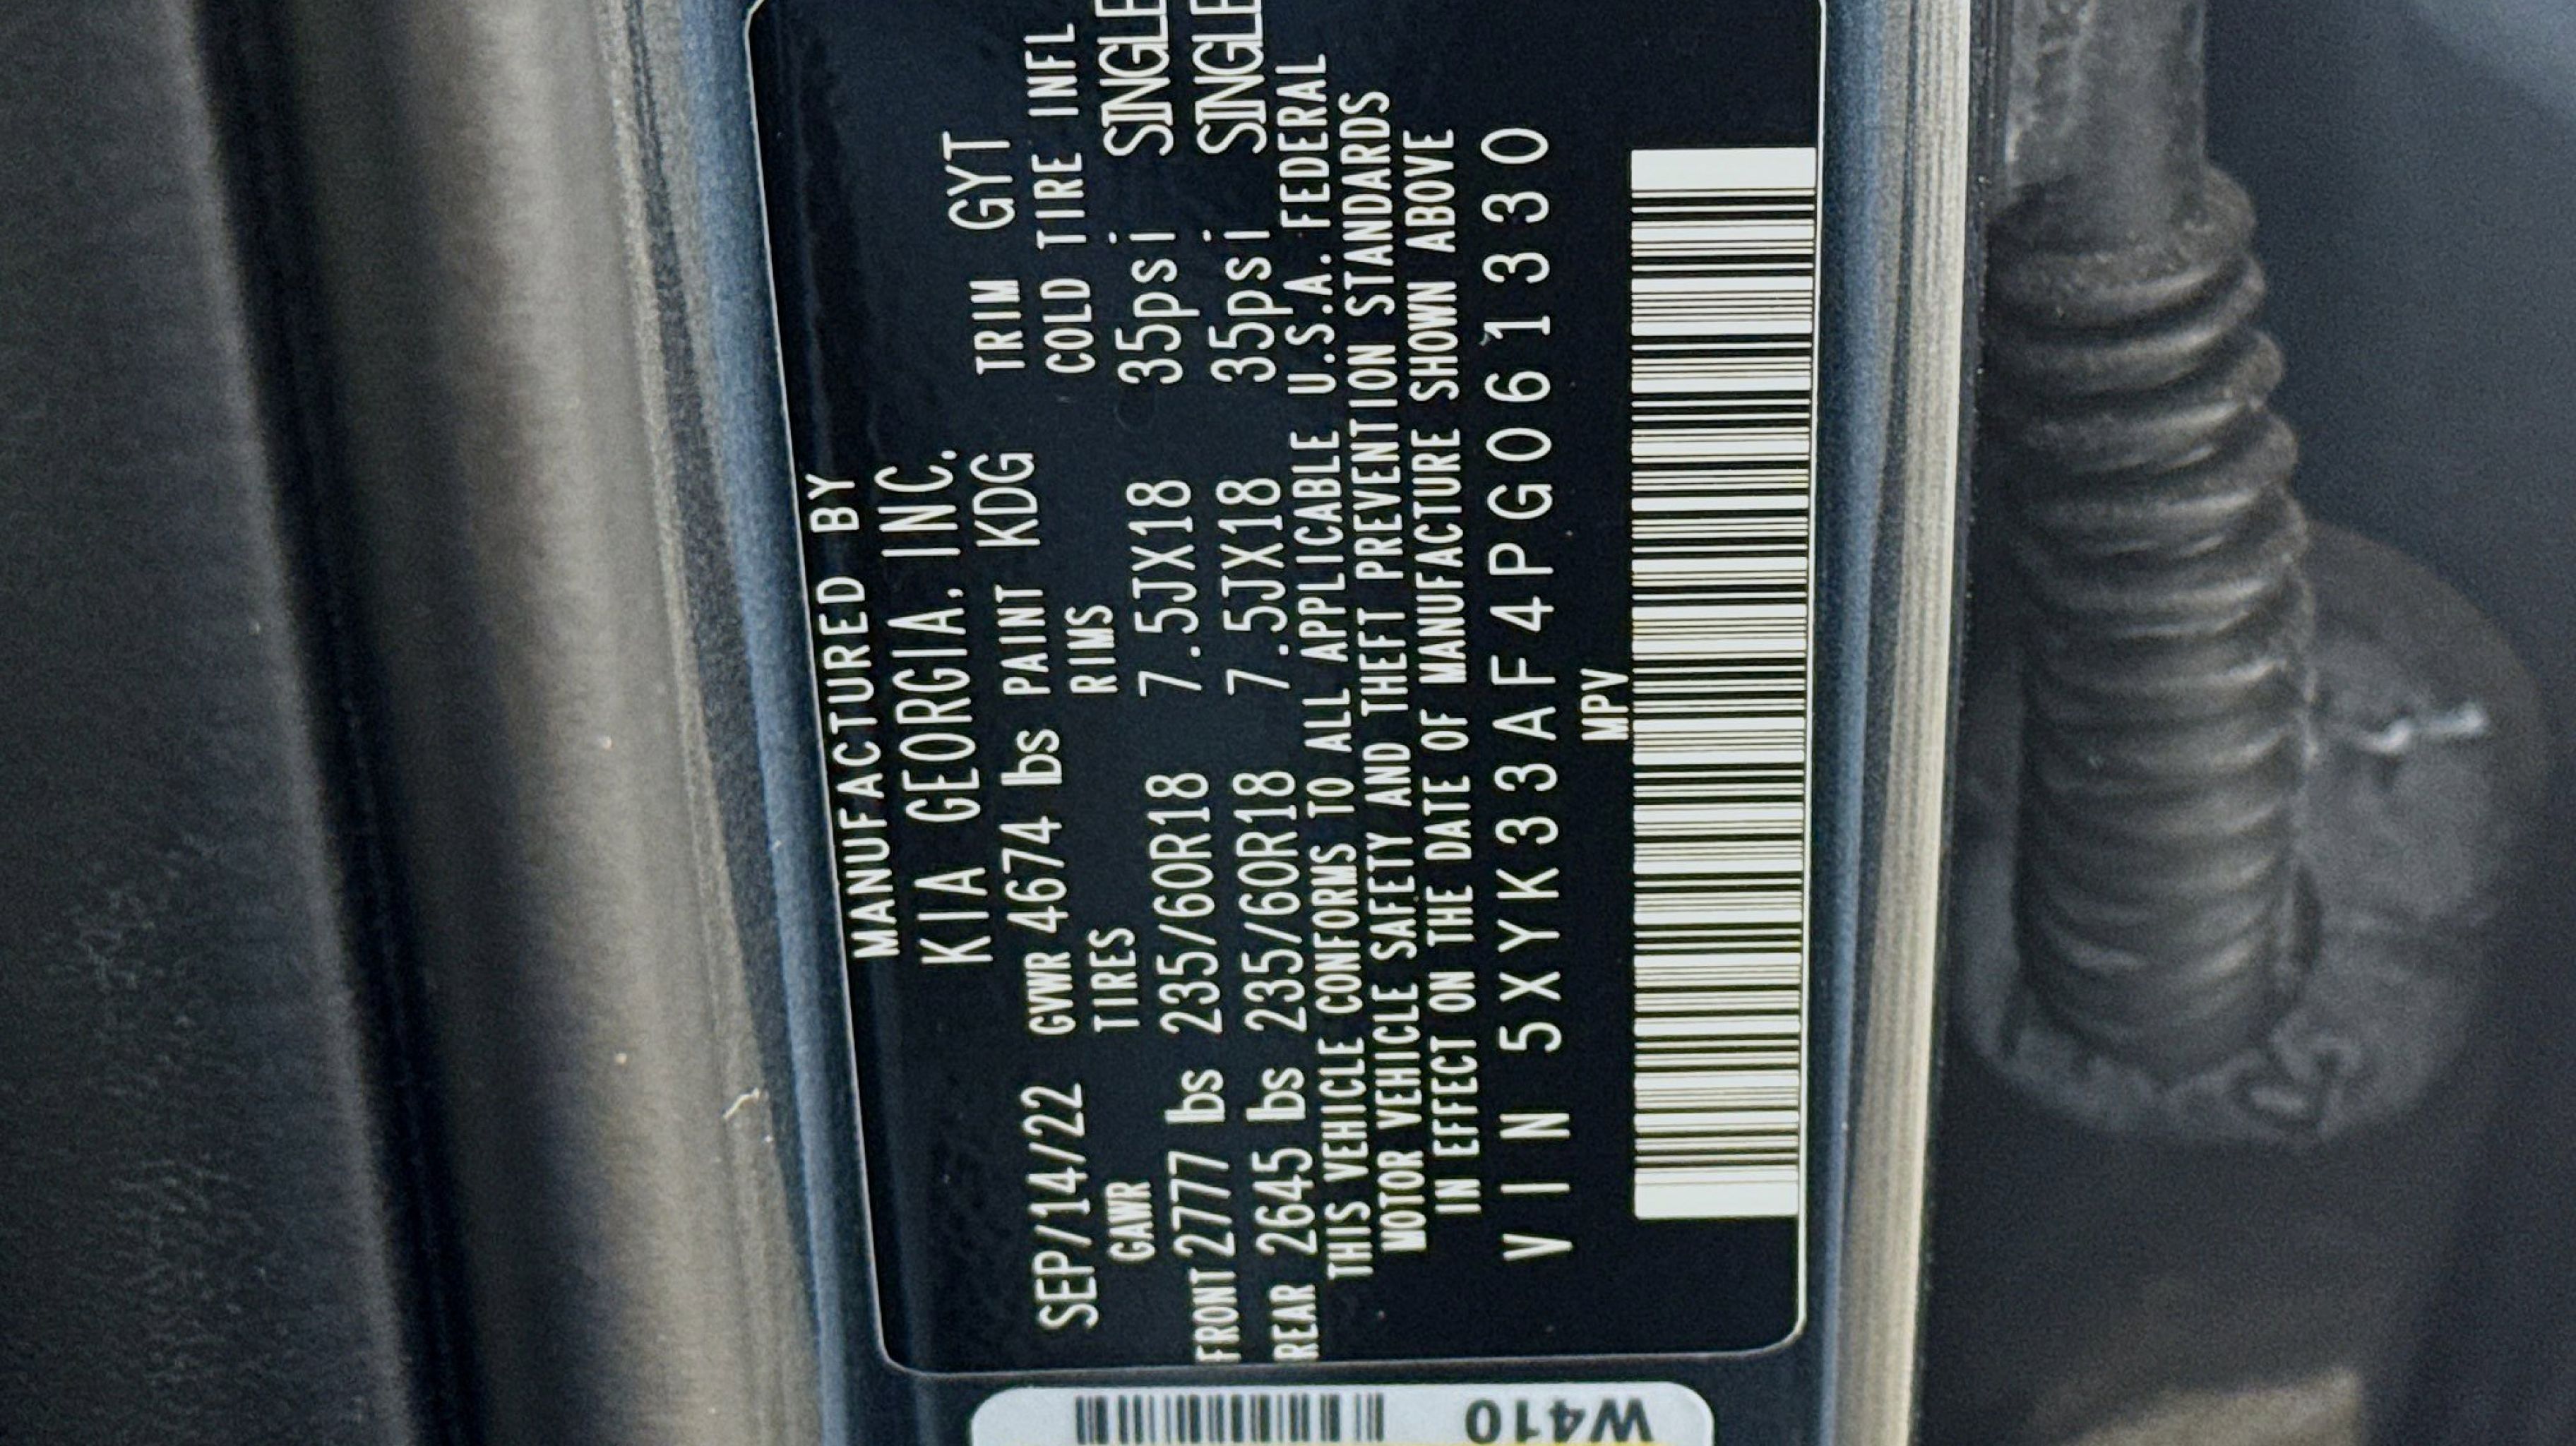 MANUFACTURED BY
KIA GEORGIA, INC.
SEP/14/22 GVWR 4674 lbs PAINT KDG TRIM GYT
GAWR TIRES RIMS COLD TIRE INFL
FRONT 2777 lbs 235/60R18 7.5JX18 35psi SINGLE
REAR 2645 lbs 235/60R18 7.5JX18 35psi SINGLE
THIS VEHICLE CONFORMS TO ALL APPLICABLE U.S.A. FEDERAL
MOTOR VEHICLE SAFETY AND THEFT PREVENTION STANDARDS
IN EFFECT ON THE DATE OF MANUFACTURE SHOWN ABOVE
VIN 5XYK33AF4PG061330
MPV
W410